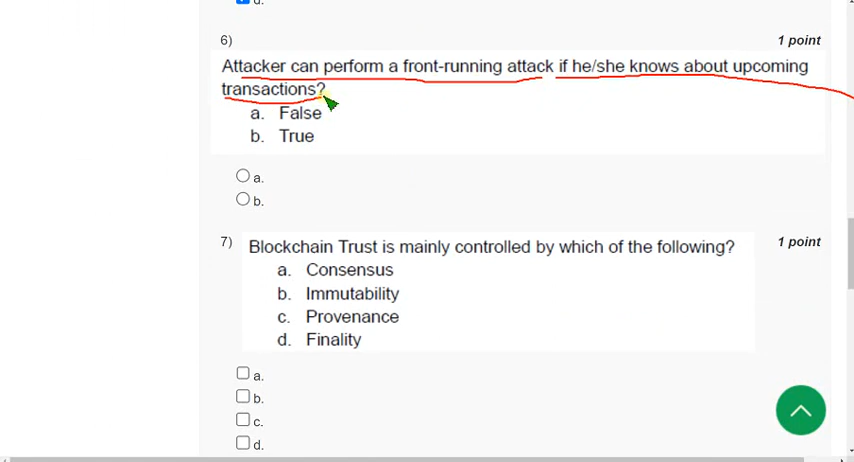 d.
6)
1 point
Attacker can perform a front-running attack if he/she knows about upcoming
transactions?
a. False
b. True
a.
b.
7)
Blockchain Trust is mainly controlled by which of the following?
1 point
a. Consensus
b. Immutability
c. Provenance
d. Finality
a.
b.
c.
d.